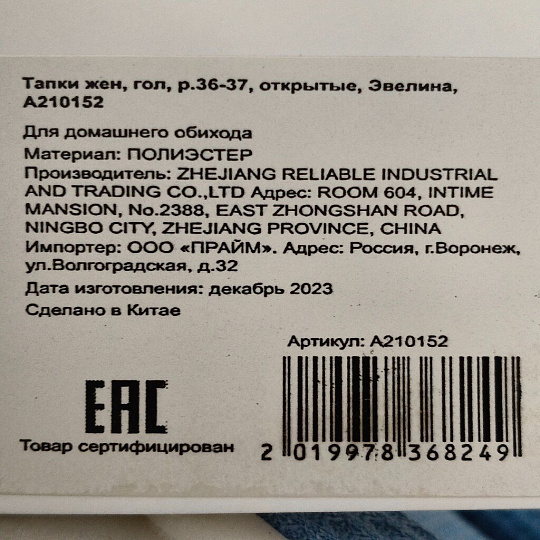 Тапки жен, гол, р.36-37, открытые, Эвелина,
А210152
Для домашнего обихода
Материал: ПОЛИЭСТЕР
Производитель: ZHEJIANG RELIABLE INDUSTRIAL
AND TRADING CO.,LTD Адрес: ROOM 604, INTIME
MANSION, No.2388, EAST ZHONGSHAN ROAD,
NINGBO CITY, ZHEJIANG PROVINCE, CHINA
Импортер: ООО «ПРАЙМ». Адрес: Россия, г.Воронеж,
ул.Волгоградская, д.32
Дата изготовления: декабрь 2023
Сделано в Китае
Артикул: А210152
EAC
Товар сертифицирован
2 019978 368249